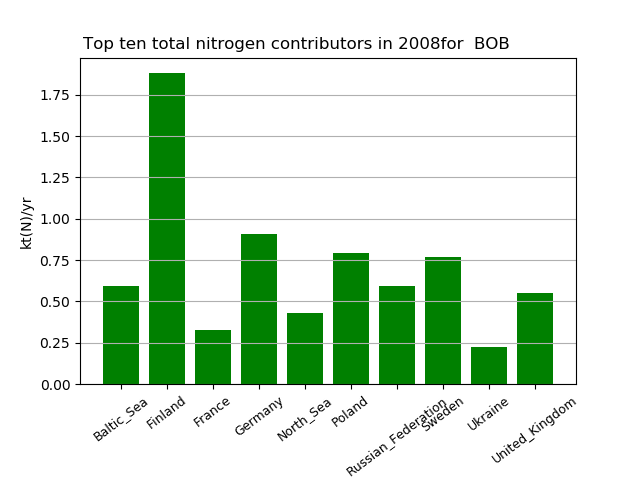 Top ten total nitrogen contributors in 2008for  BOB
kt(N)/yr
1.75
1.50
1.25
1.00
0.75
0.50
0.25
0.00
Baltic_Sea
Finland
France
Germany
North_Sea
Poland
Russian_Federation
Sweden
Ukraine
United_Kingdom